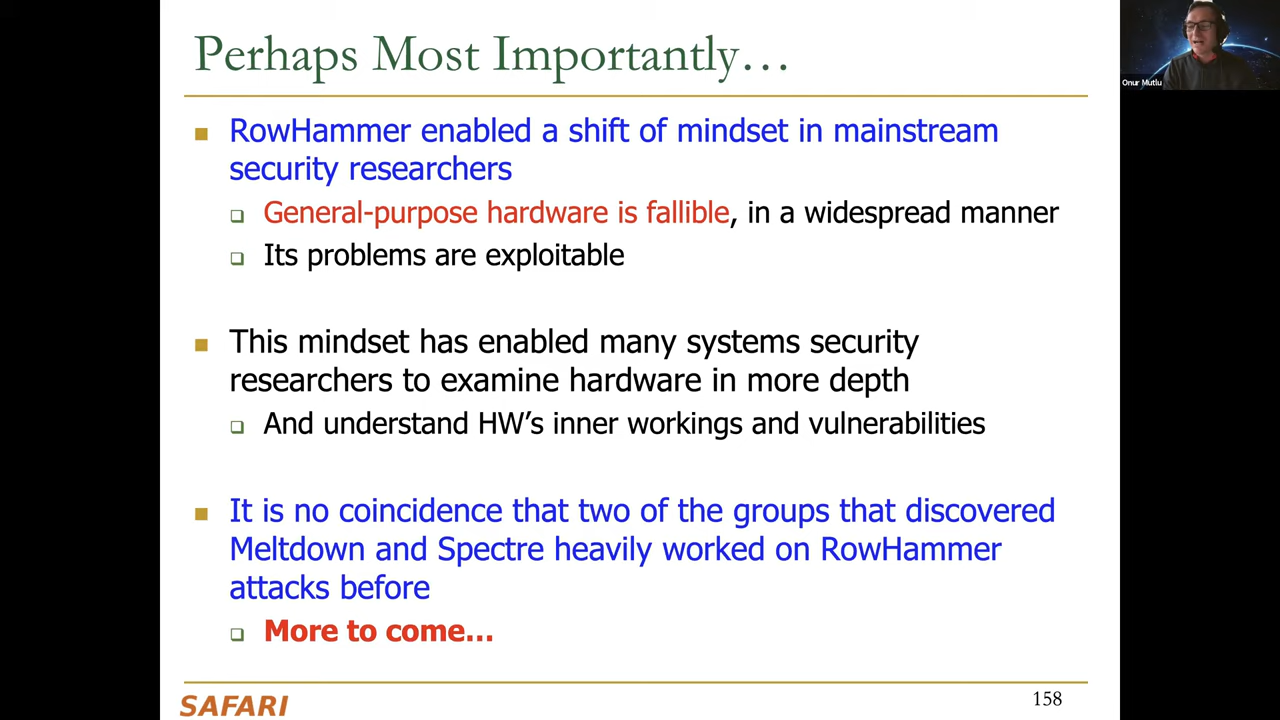 Perhaps Most Importantly…
Onur Mutlu
RowHammer enabled a shift of mindset in mainstream
security researchers
General-purpose hardware is fallible, in a widespread manner
Its problems are exploitable
This mindset has enabled many systems security
researchers to examine hardware in more depth
And understand HW’s inner workings and vulnerabilities
It is no coincidence that two of the groups that discovered
Meltdown and Spectre heavily worked on RowHammer
attacks before
More to come…
SAFARI
158